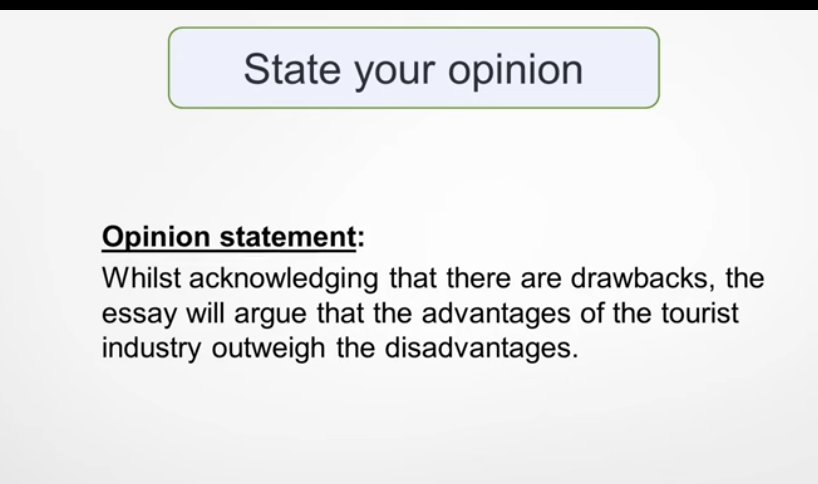 State your opinion
Opinion statement:
Whilst acknowledging that there are drawbacks, the
essay will argue that the advantages of the tourist
industry outweigh the disadvantages.